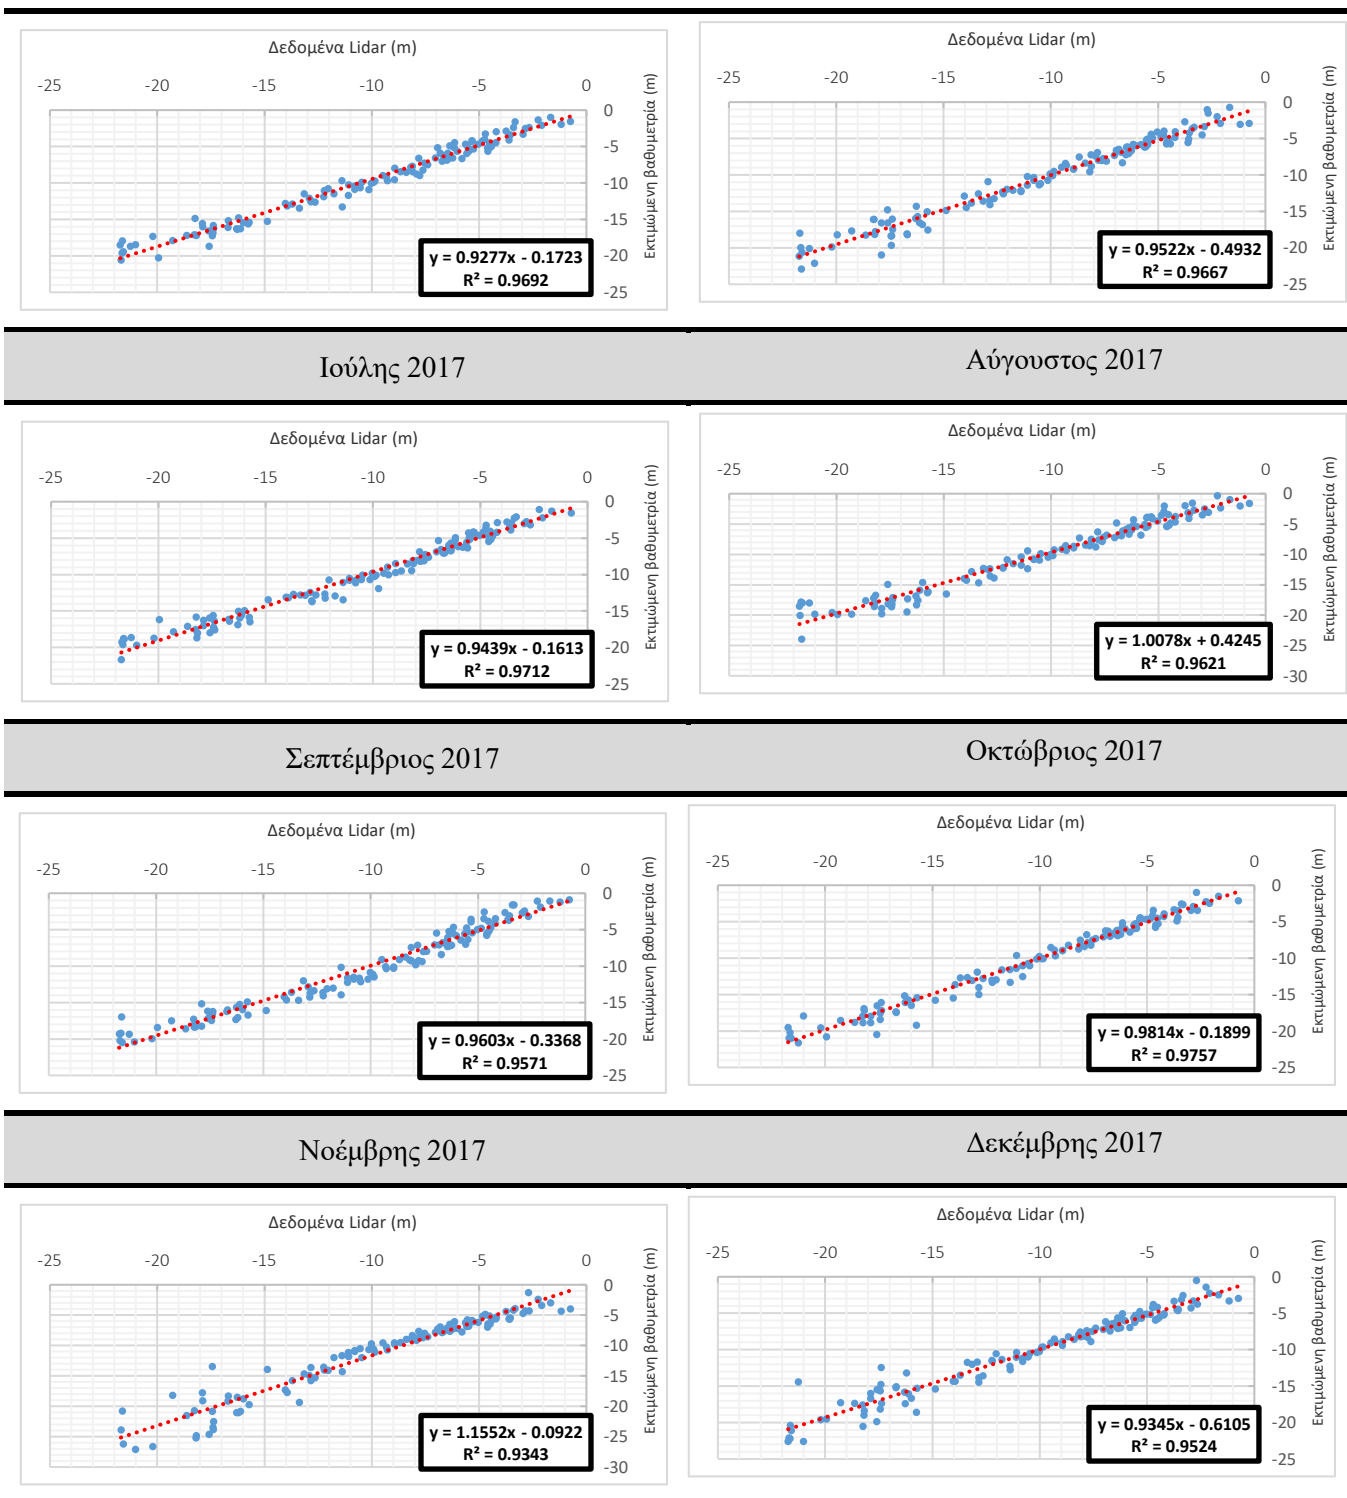 Δεδομένα Lidar (m)
-25 -20 -15 -10 -5 0
0
-5
-10
-15
-20
-25
Εκτιμώμενη βαθυμετρία (m)
y = 0.9277x - 0.1723
R² = 0.9692
Δεδομένα Lidar (m)
-25 -20 -15 -10 -5 0
0
-5
-10
-15
-20
-25
Εκτιμώμενη βαθυμετρία (m)
y = 0.9522x - 0.4932
R² = 0.9667
Ιούλης 2017
Αύγουστος 2017
Δεδομένα Lidar (m)
-25 -20 -15 -10 -5 0
0
-5
-10
-15
-20
-25
Εκτιμώμενη βαθυμετρία (m)
y = 0.9439x - 0.1613
R² = 0.9712
Δεδομένα Lidar (m)
-25 -20 -15 -10 -5 0
0
-5
-10
-15
-20
-25
-30
Εκτιμώμενη βαθυμετρία (m)
y = 1.0078x + 0.4245
R² = 0.9621
Σεπτέμβριος 2017
Οκτώβριος 2017
Δεδομένα Lidar (m)
-25 -20 -15 -10 -5 0
0
-5
-10
-15
-20
-25
Εκτιμώμενη βαθυμετρία (m)
y = 0.9603x - 0.3368
R² = 0.9571
Δεδομένα Lidar (m)
-25 -20 -15 -10 -5 0
0
-5
-10
-15
-20
-25
Εκτιμώμενη βαθυμετρία (m)
y = 0.9814x - 0.1899
R² = 0.9757
Νοέμβρης 2017
Δεκέμβρης 2017
Δεδομένα Lidar (m)
-25 -20 -15 -10 -5 0
0
-5
-10
-15
-20
-25
-30
Εκτιμώμενη βαθυμετρία (m)
y = 1.1552x - 0.0922
R² = 0.9343
Δεδομένα Lidar (m)
-25 -20 -15 -10 -5 0
0
-5
-10
-15
-20
-25
Εκτιμώμενη βαθυμετρία (m)
y = 0.9345x - 0.6105
R² = 0.9524